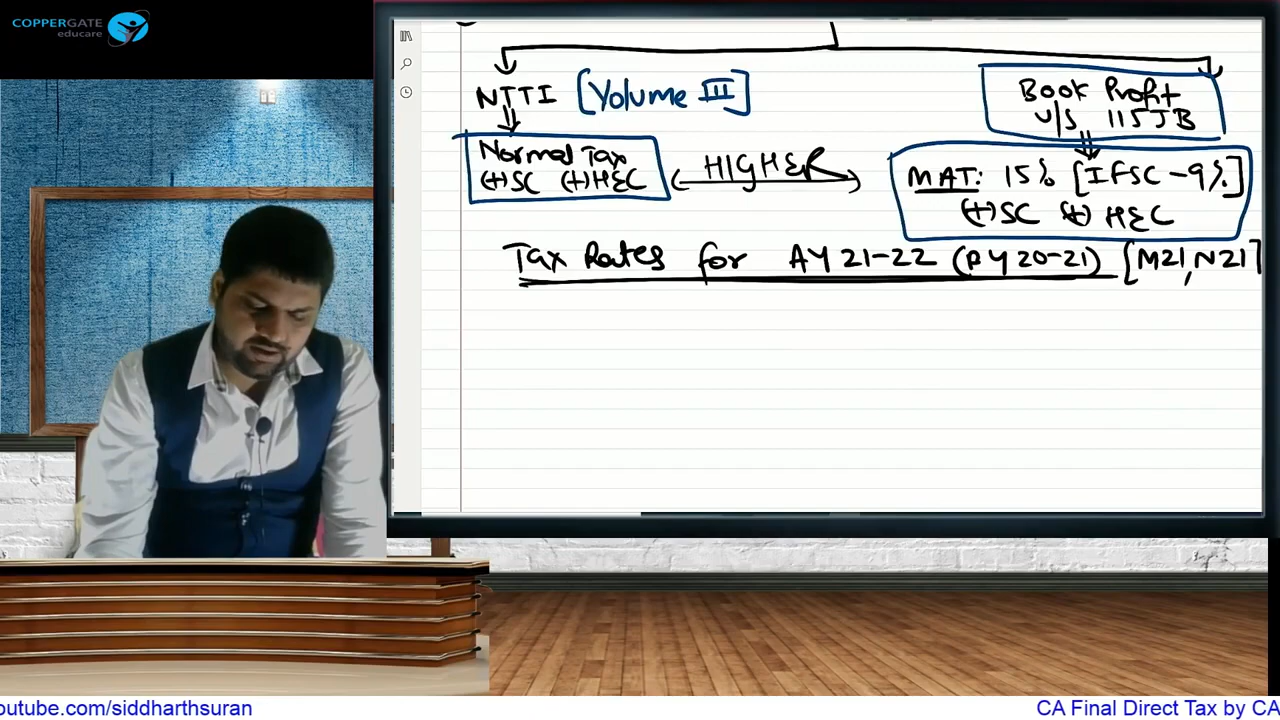 COPPERGATE
educare
NTTI [Volume III]
Book Profit
U/S 115JB
Normal Tax
(+) SC (+) HEC
HIGHER
MAT: 15% [IFSC - 9%]
(+) SC (+) HEC
Tax Rates for AY 21-22 (PY 20-21) [M21, N21]
outube.com/siddharthsuran
CA Final Direct Tax by CA